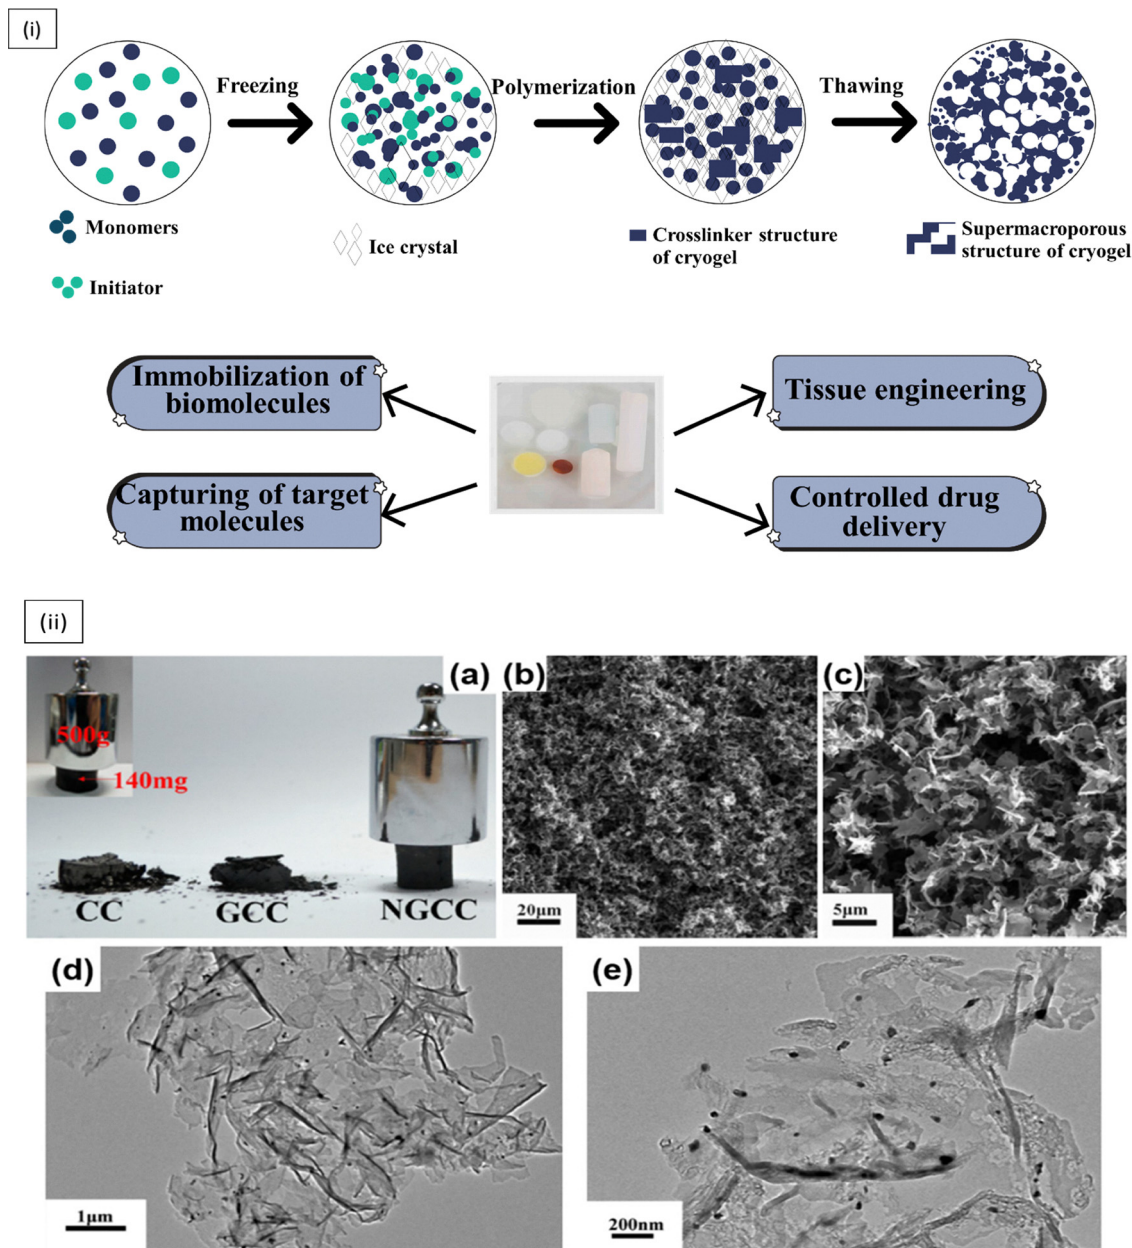 (i)
Freezing
Polymerization
Thawing
Monomers
Initiator
Ice crystal
Crosslinker structure
of cryogel
Supermacroporous
structure of cryogel
Immobilization of
biomolecules
Tissue engineering
Capturing of target
molecules
Controlled drug
delivery
(ii)
(a)
500g
140mg
CC
GCC
NGCC
(b)
20μm
(c)
5μm
(d)
1μm
(e)
200nm